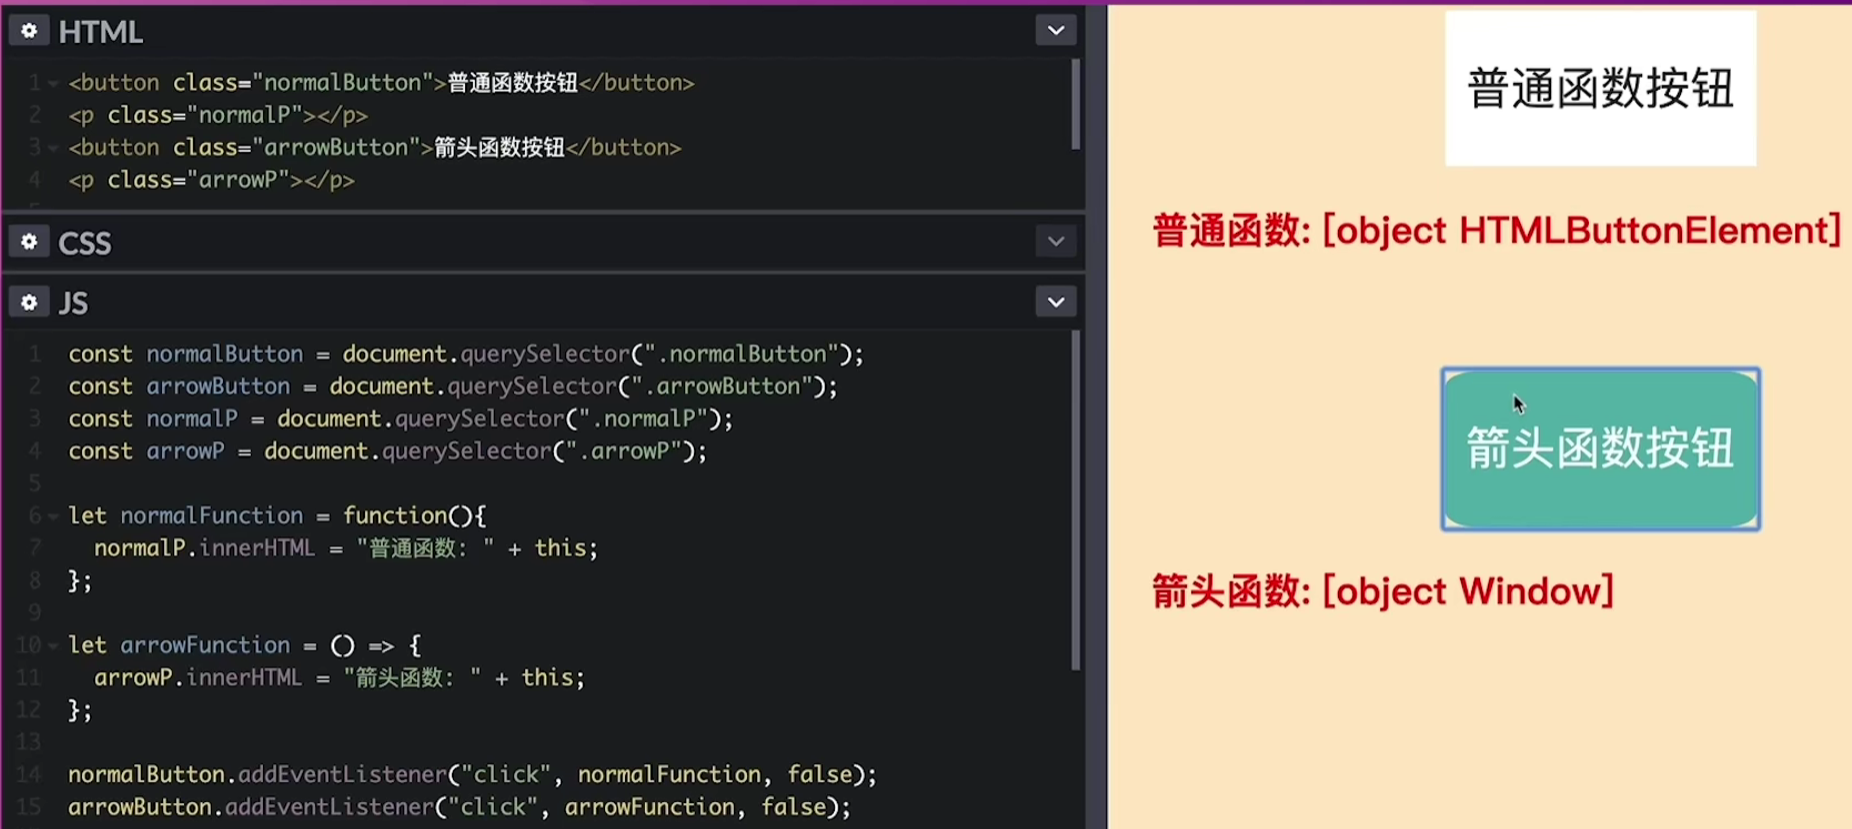 HTML
1 <button class="normalButton">普通函数按钮</button>
2 <p class="normalP"></p>
3 <button class="arrowButton">箭头函数按钮</button>
4 <p class="arrowP"></p>
CSS
JS
1 const normalButton = document.querySelector(".normalButton");
2 const arrowButton = document.querySelector(".arrowButton");
3 const normalP = document.querySelector(".normalP");
4 const arrowP = document.querySelector(".arrowP");
5
6 let normalFunction = function(){
7 normalP.innerHTML = "普通函数: " + this;
8 };
9
10 let arrowFunction = () => {
11 arrowP.innerHTML = "箭头函数: " + this;
12 };
13
14 normalButton.addEventListener("click", normalFunction, false);
15 arrowButton.addEventListener("click", arrowFunction, false);
普通函数按钮
普通函数: [object HTMLButtonElement]
箭头函数按钮
箭头函数: [object Window]